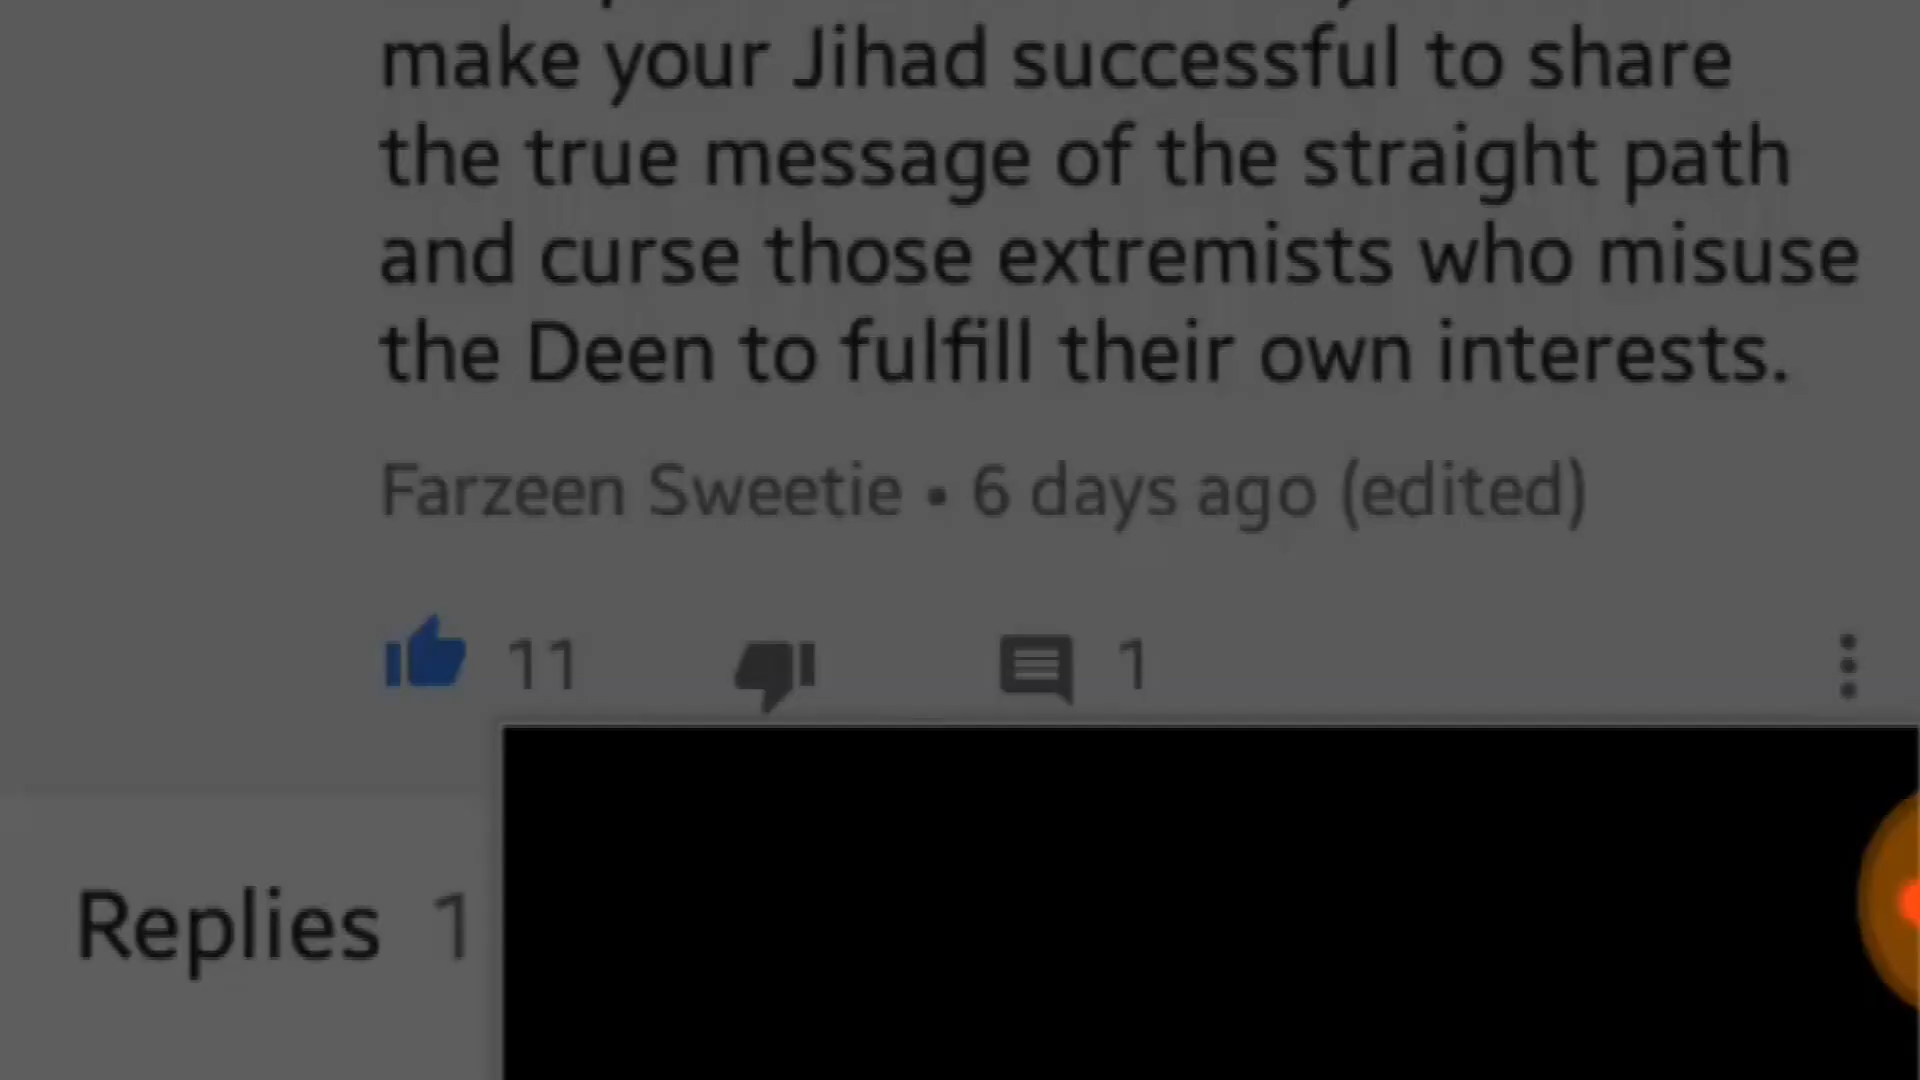 make your Jihad successful to share
the true message of the straight path
and curse those extremists who misuse
the Deen to fulfill their own interests.
Farzeen Sweetie • 6 days ago (edited)
11 1
Replies 1